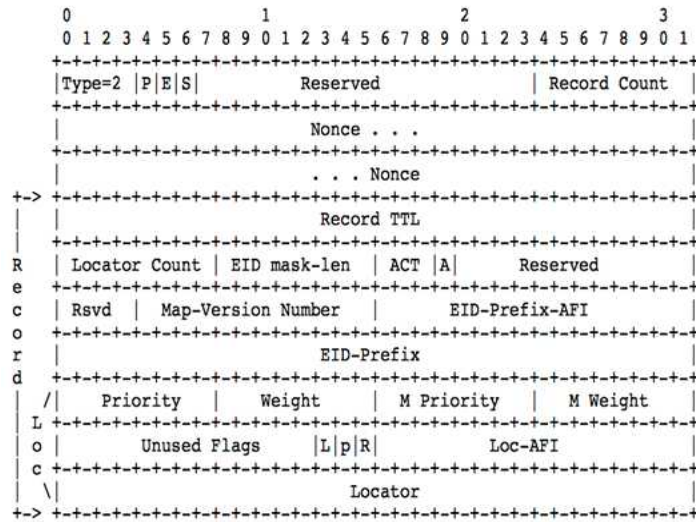 0                   1                   2                   3
        0 1 2 3 4 5 6 7 8 9 0 1 2 3 4 5 6 7 8 9 0 1 2 3 4 5 6 7 8 9 0 1
       +-+-+-+-+-+-+-+-+-+-+-+-+-+-+-+-+-+-+-+-+-+-+-+-+-+-+-+-+-+-+-+-+
       |Type=2 |P|E|S|          Reserved               | Record Count  |
       +-+-+-+-+-+-+-+-+-+-+-+-+-+-+-+-+-+-+-+-+-+-+-+-+-+-+-+-+-+-+-+-+
       |                         Nonce . . .                           |
       +-+-+-+-+-+-+-+-+-+-+-+-+-+-+-+-+-+-+-+-+-+-+-+-+-+-+-+-+-+-+-+-+
       |                         . . . Nonce                           |
   +-> +-+-+-+-+-+-+-+-+-+-+-+-+-+-+-+-+-+-+-+-+-+-+-+-+-+-+-+-+-+-+-+-+
   |   |                          Record TTL                           |
   |   +-+-+-+-+-+-+-+-+-+-+-+-+-+-+-+-+-+-+-+-+-+-+-+-+-+-+-+-+-+-+-+-+
   R   | Locator Count | EID mask-len  | ACT |A|      Reserved         |
   e   +-+-+-+-+-+-+-+-+-+-+-+-+-+-+-+-+-+-+-+-+-+-+-+-+-+-+-+-+-+-+-+-+
   c   | Rsvd  |  Map-Version Number   |       EID-Prefix-AFI          |
   o   +-+-+-+-+-+-+-+-+-+-+-+-+-+-+-+-+-+-+-+-+-+-+-+-+-+-+-+-+-+-+-+-+
   r   |                          EID-Prefix                           |
   d   +-+-+-+-+-+-+-+-+-+-+-+-+-+-+-+-+-+-+-+-+-+-+-+-+-+-+-+-+-+-+-+-+
   |  /|    Priority   |    Weight     |  M Priority   |   M Weight    |
   | L +-+-+-+-+-+-+-+-+-+-+-+-+-+-+-+-+-+-+-+-+-+-+-+-+-+-+-+-+-+-+-+-+
   | o |        Unused Flags     |L|p|R|           Loc-AFI             |
   | c +-+-+-+-+-+-+-+-+-+-+-+-+-+-+-+-+-+-+-+-+-+-+-+-+-+-+-+-+-+-+-+-+
   |  \|                             Locator                           |
   +-> +-+-+-+-+-+-+-+-+-+-+-+-+-+-+-+-+-+-+-+-+-+-+-+-+-+-+-+-+-+-+-+-+